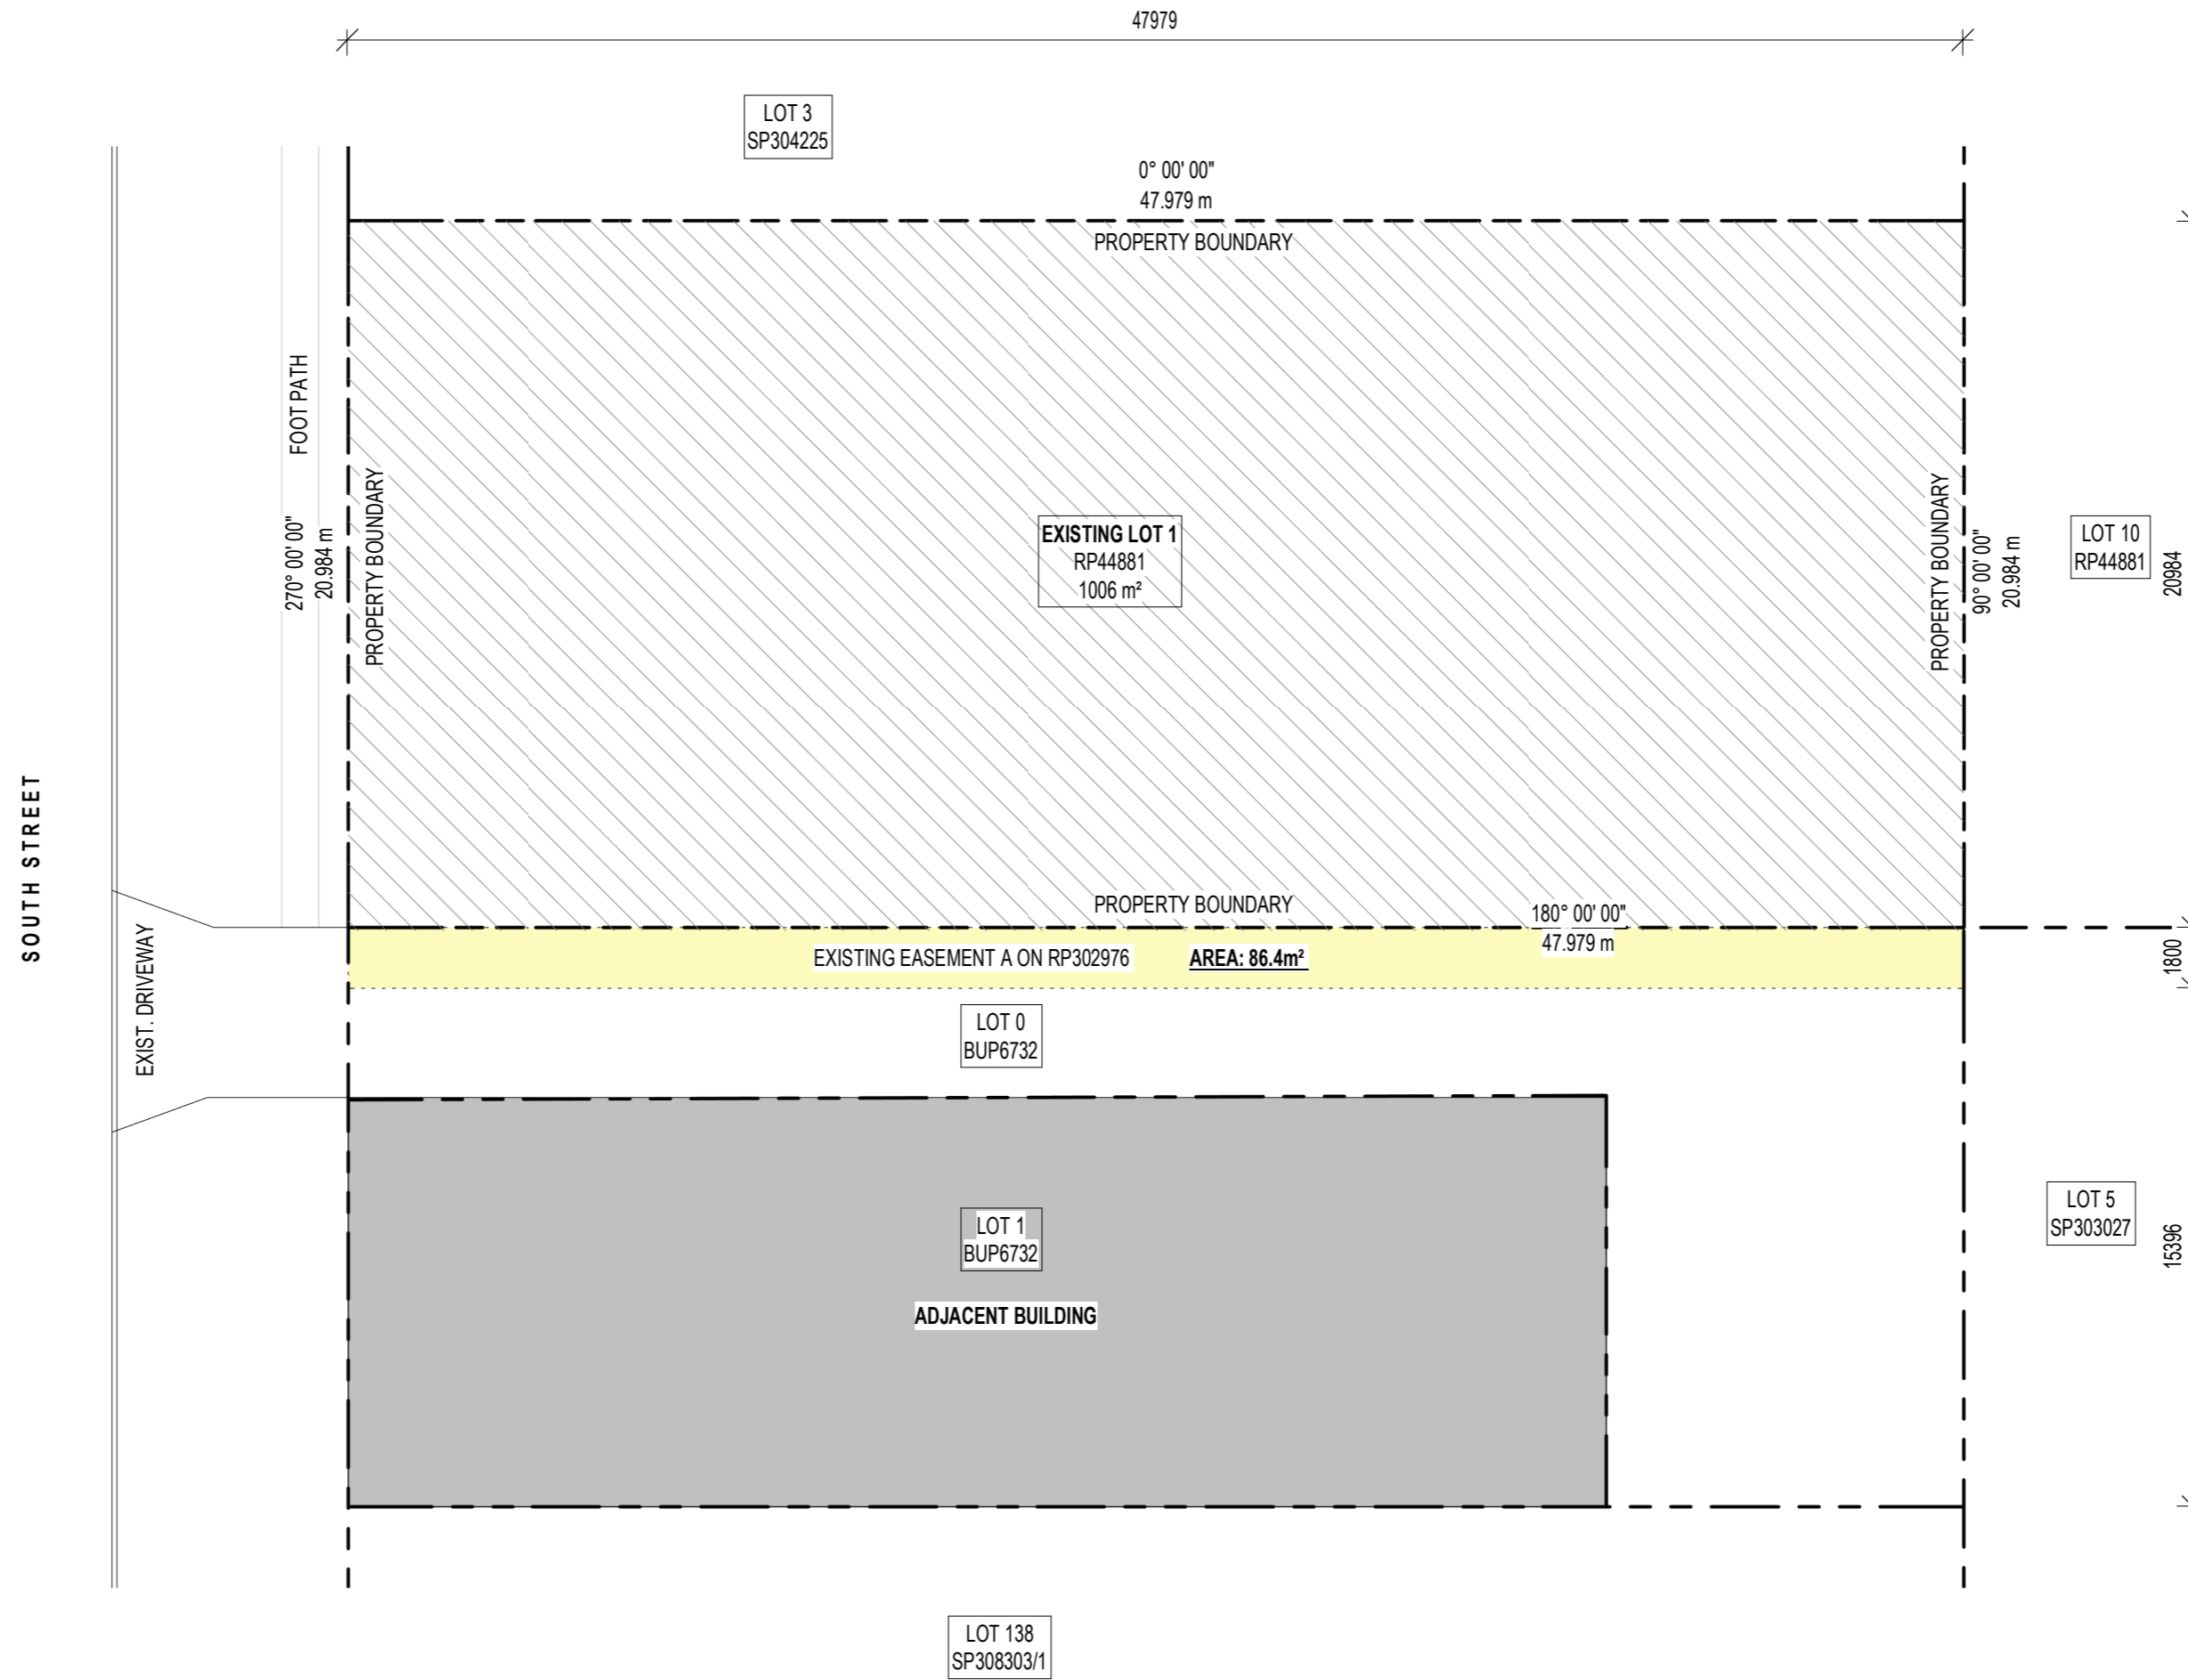 47979
LOT 3
SP304225
0° 00' 00"
47.979 m
PROPERTY BOUNDARY
FOOT PATH
270° 00' 00"
20.984 m
PROPERTY BOUNDARY
EXISTING LOT 1
RP44881
1006 m²
PROPERTY BOUNDARY
90° 00' 00"
20.984 m
LOT 10
RP44881
20984
SOUTH STREET
EXIST. DRIVEWAY
PROPERTY BOUNDARY
180° 00' 00"
47.979 m
EXISTING EASEMENT A ON RP302976
AREA: 86.4m²
1800
LOT 0
BUP6732
LOT 1
BUP6732
ADJACENT BUILDING
LOT 5
SP303027
15396
LOT 138
SP308303/1